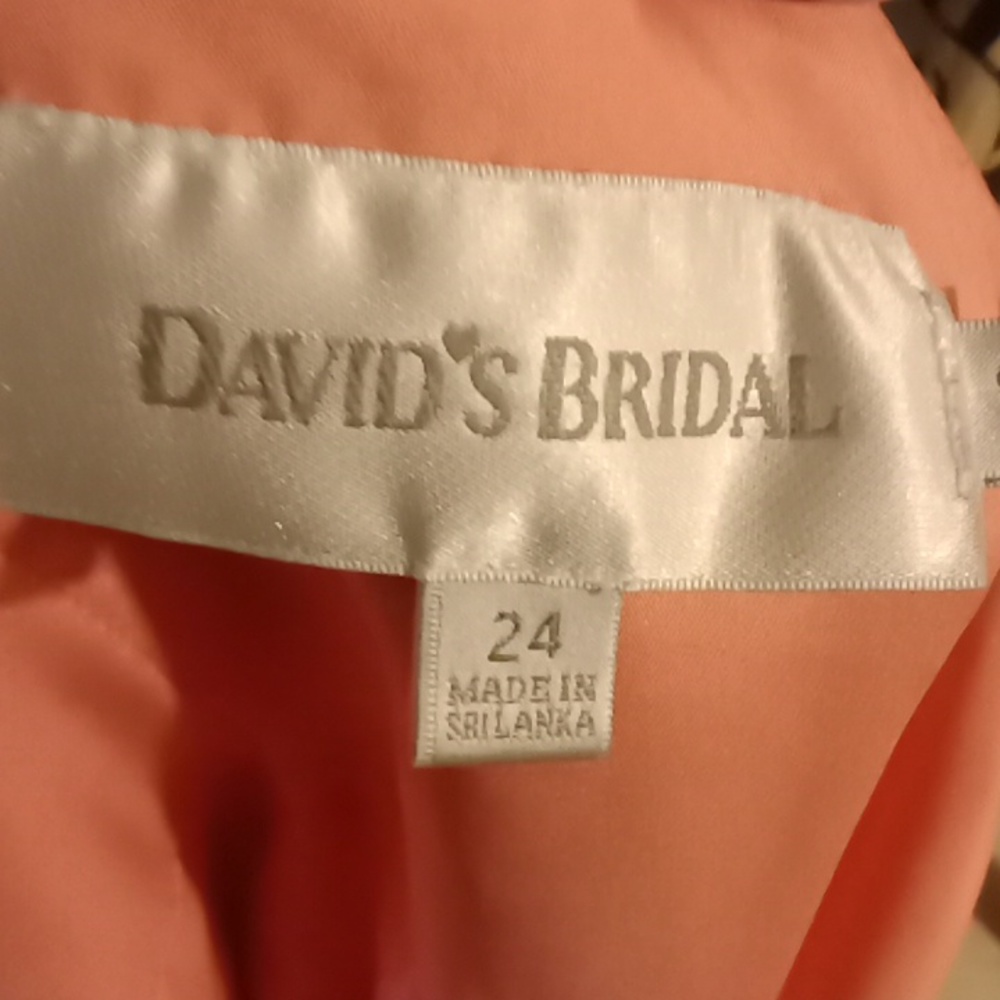 DAVID'S BRIDAL
24
MADE IN
SRI LANKA